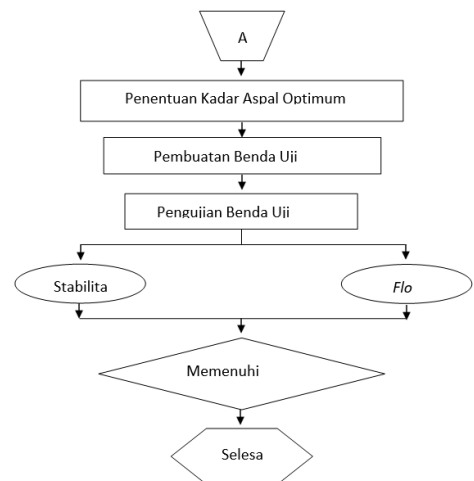 A
Penentuan Kadar Aspal Optimum
Pembuatan Benda Uji
Pengujian Benda Uji
Stabilita
Flo
Memenuhi
Selesa